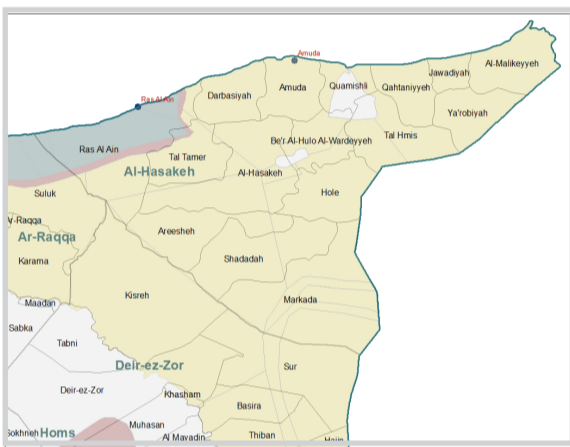 Amuda
Al-Malikeyyeh
Jawadiyah
Qahtaniyyeh
Quamishli
Amuda
Darbasiyah
Ras Al Ain
Ya'robiyah
Tal Hmis
Be'r Al-Hulo Al-Wardeyyeh
Ras Al Ain
Tal Tamer
Al-Hasakeh
Al-Hasakeh
Hole
Suluk
Ar-Raqqa
Areesheh
Ar-Raqqa
Karama
Shadadah
Kisreh
Markada
Maadan
Sabka
Tabni
Deir-ez-Zor
Sur
Deir-ez-Zor
Khasham
Basira
Muhasan
Homs
Al Mayadin
Thiban